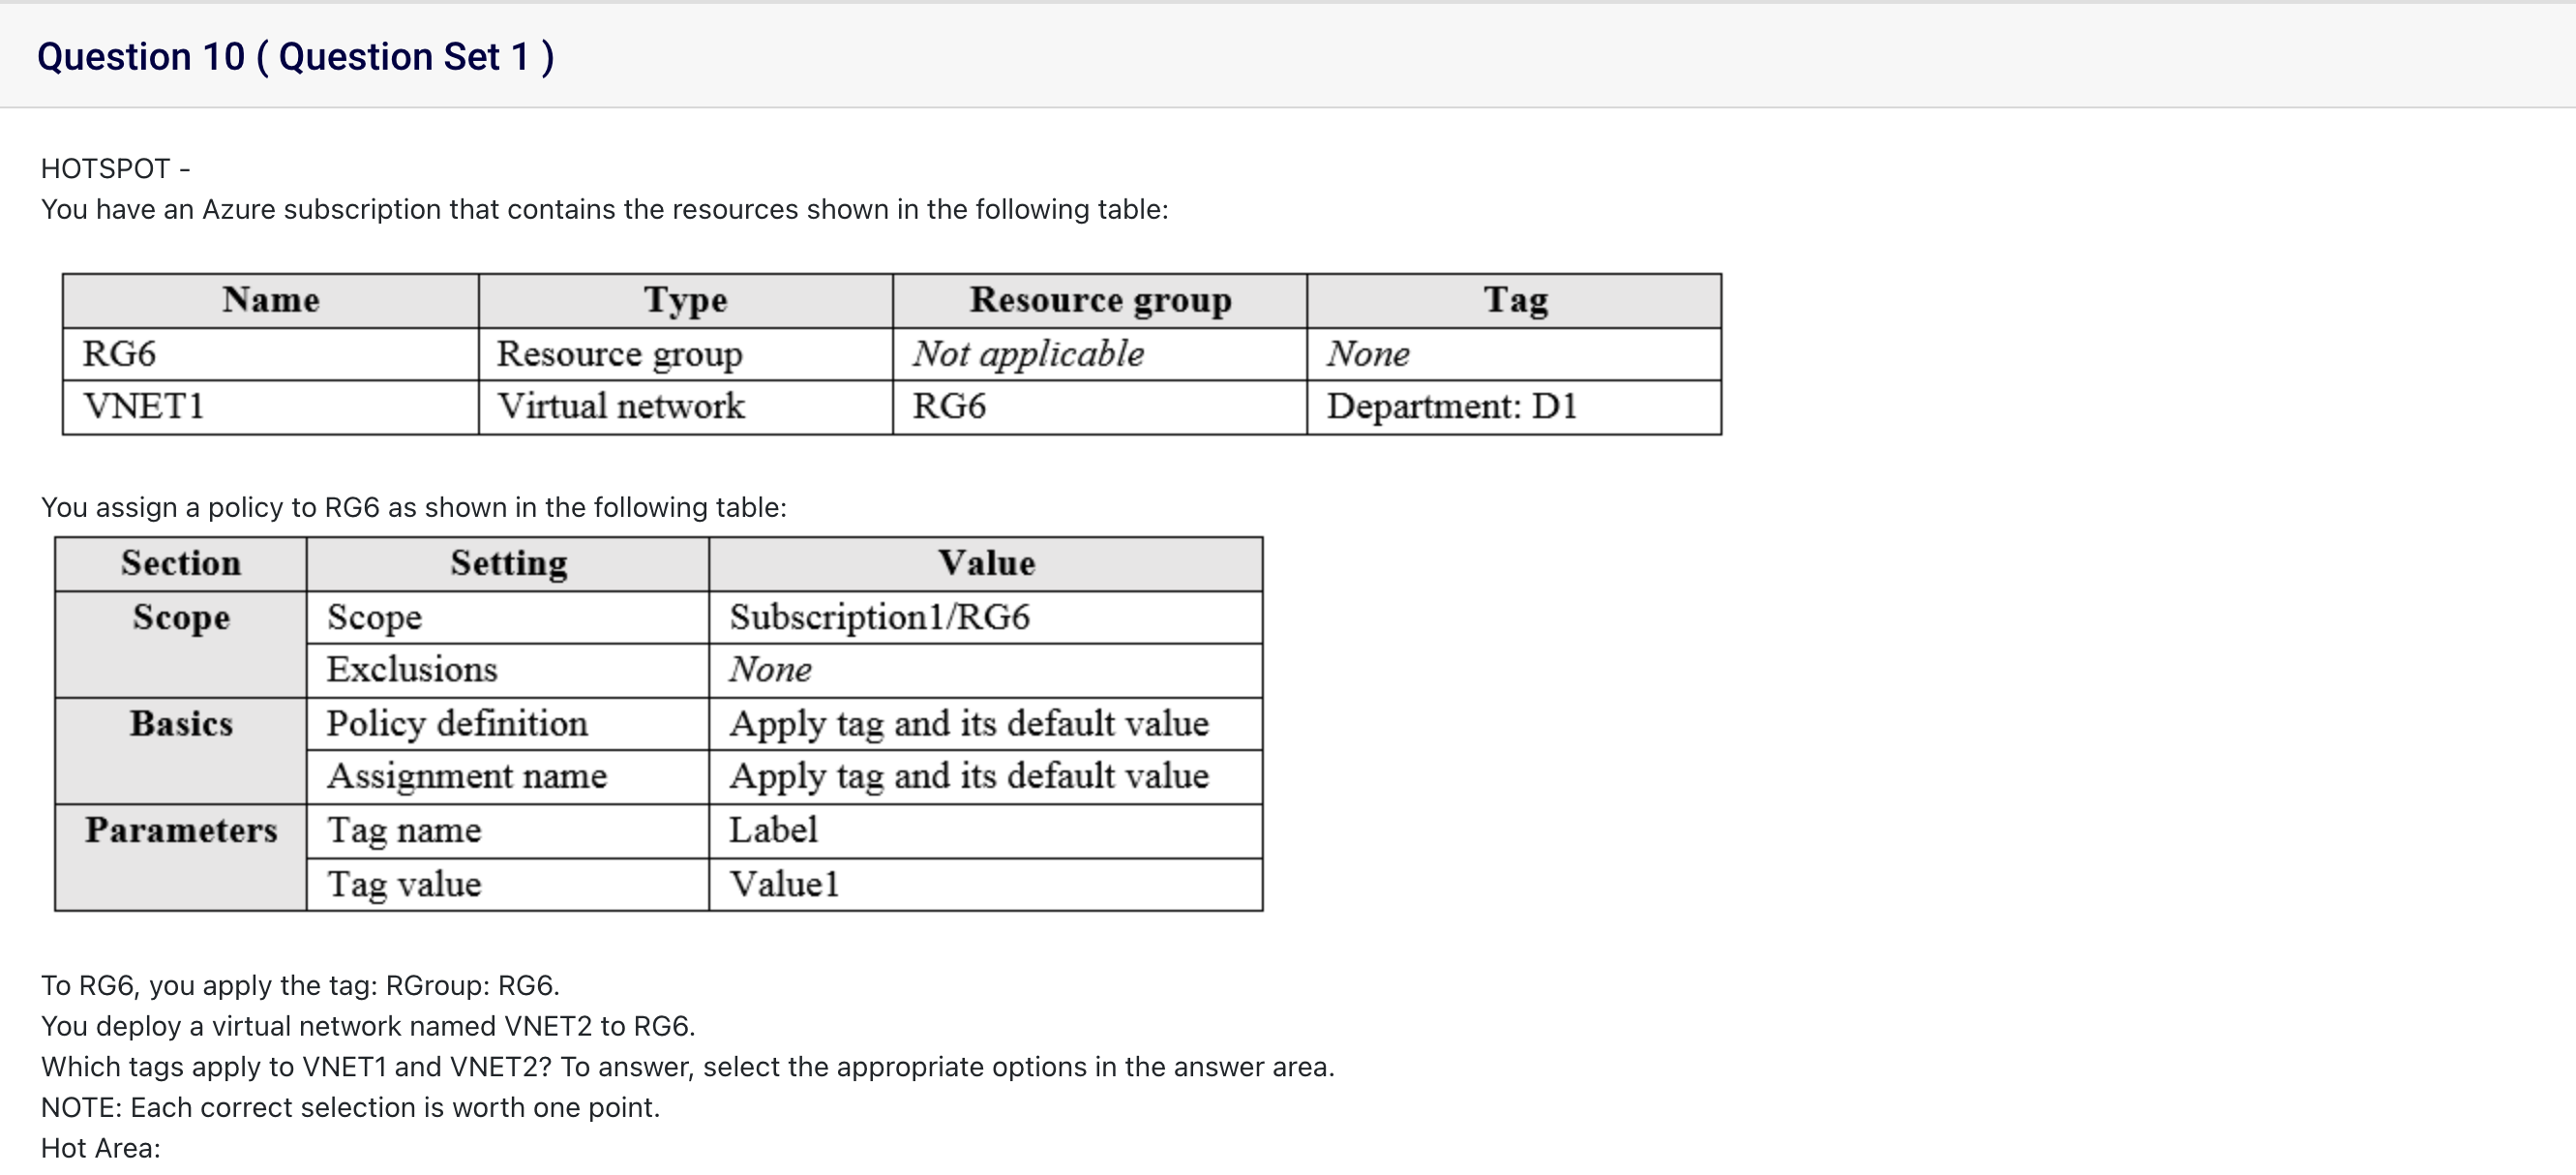 Question 10 ( Question Set 1 )
HOTSPOT -
You have an Azure subscription that contains the resources shown in the following table:
Name Type Resource group Tag
RG6 Resource group Not applicable None
VNET1 Virtual network RG6 Department: D1
You assign a policy to RG6 as shown in the following table:
Section Setting Value
Scope Scope Subscription1/RG6
Exclusions None
Basics Policy definition Apply tag and its default value
Assignment name Apply tag and its default value
Parameters Tag name Label
Tag value Value1
To RG6, you apply the tag: RGroup: RG6.
You deploy a virtual network named VNET2 to RG6.
Which tags apply to VNET1 and VNET2? To answer, select the appropriate options in the answer area.
NOTE: Each correct selection is worth one point.
Hot Area: